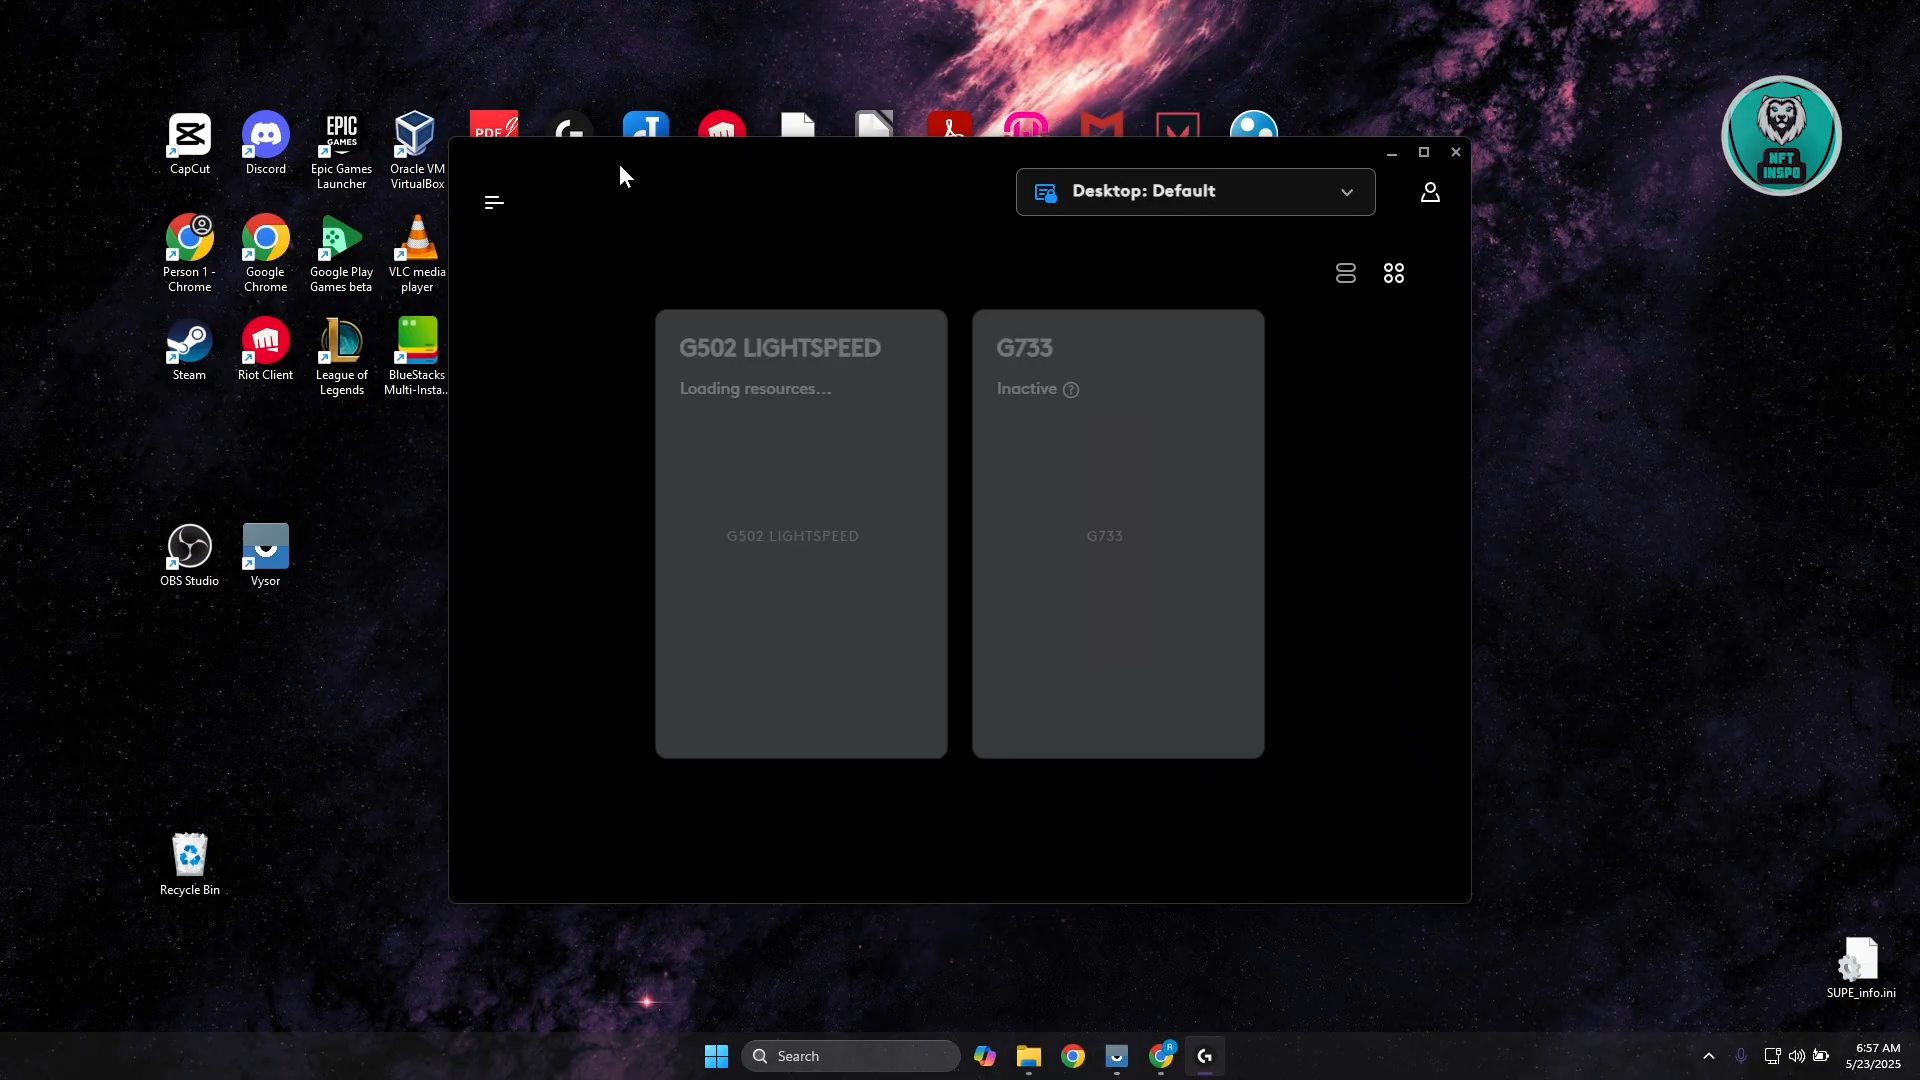 EPIC
GAMES
PDF
CapCut
Discord
Epic Games
Launcher
Oracle VM
VirtualBox
Desktop: Default
NFT
INSPO
Person 1 -
Chrome
Google
Chrome
Google Play
Games beta
VLC media
player
Steam
Riot Client
League of
Legends
BlueStacks
Multi-Insta...
G502 LIGHTSPEED
Loading resources...
G502 LIGHTSPEED
G733
Inactive
G733
OBS Studio
Vysor
Recycle Bin
SUPE_info.ini
Search
R
6:57 AM
5/23/2025